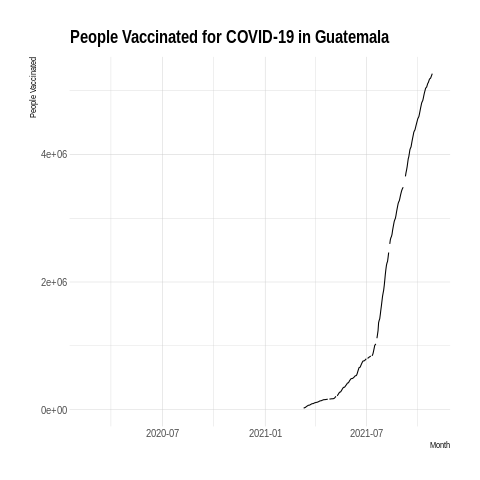 People Vaccinated for COVID-19 in Guatemala
People Vaccinated
4e+06
2e+06
0e+00
2020-07 2021-01 2021-07
Month